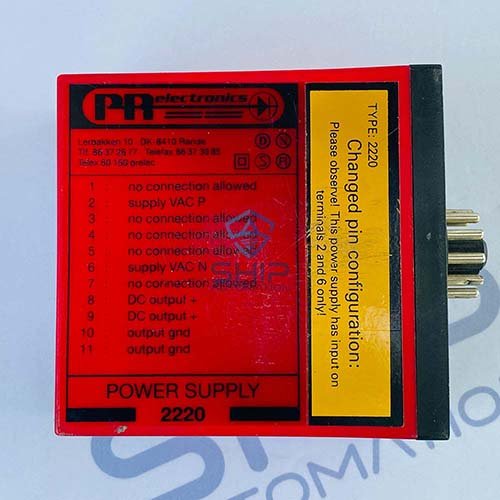 PR electronics
Lerbakken 10 . DK. 8410 Rønde
Tlf. 86 37 26 77 . Telefax 86 37 30 85
Telex 60 150 prelec
1 no connection allowed
2 supply VAC P
3 no connection allowed
4 no connection allowed
5 no connection allowed
6 supply VAC N
7 no connection allowed
8 DC output +
9 DC output +
10 output gnd
11 output gnd
POWER SUPPLY
2220
TYPE: 2220
Changed pin configuration:
Please observe! This power supply has input on
terminals 2 and 6 only!
SHIP